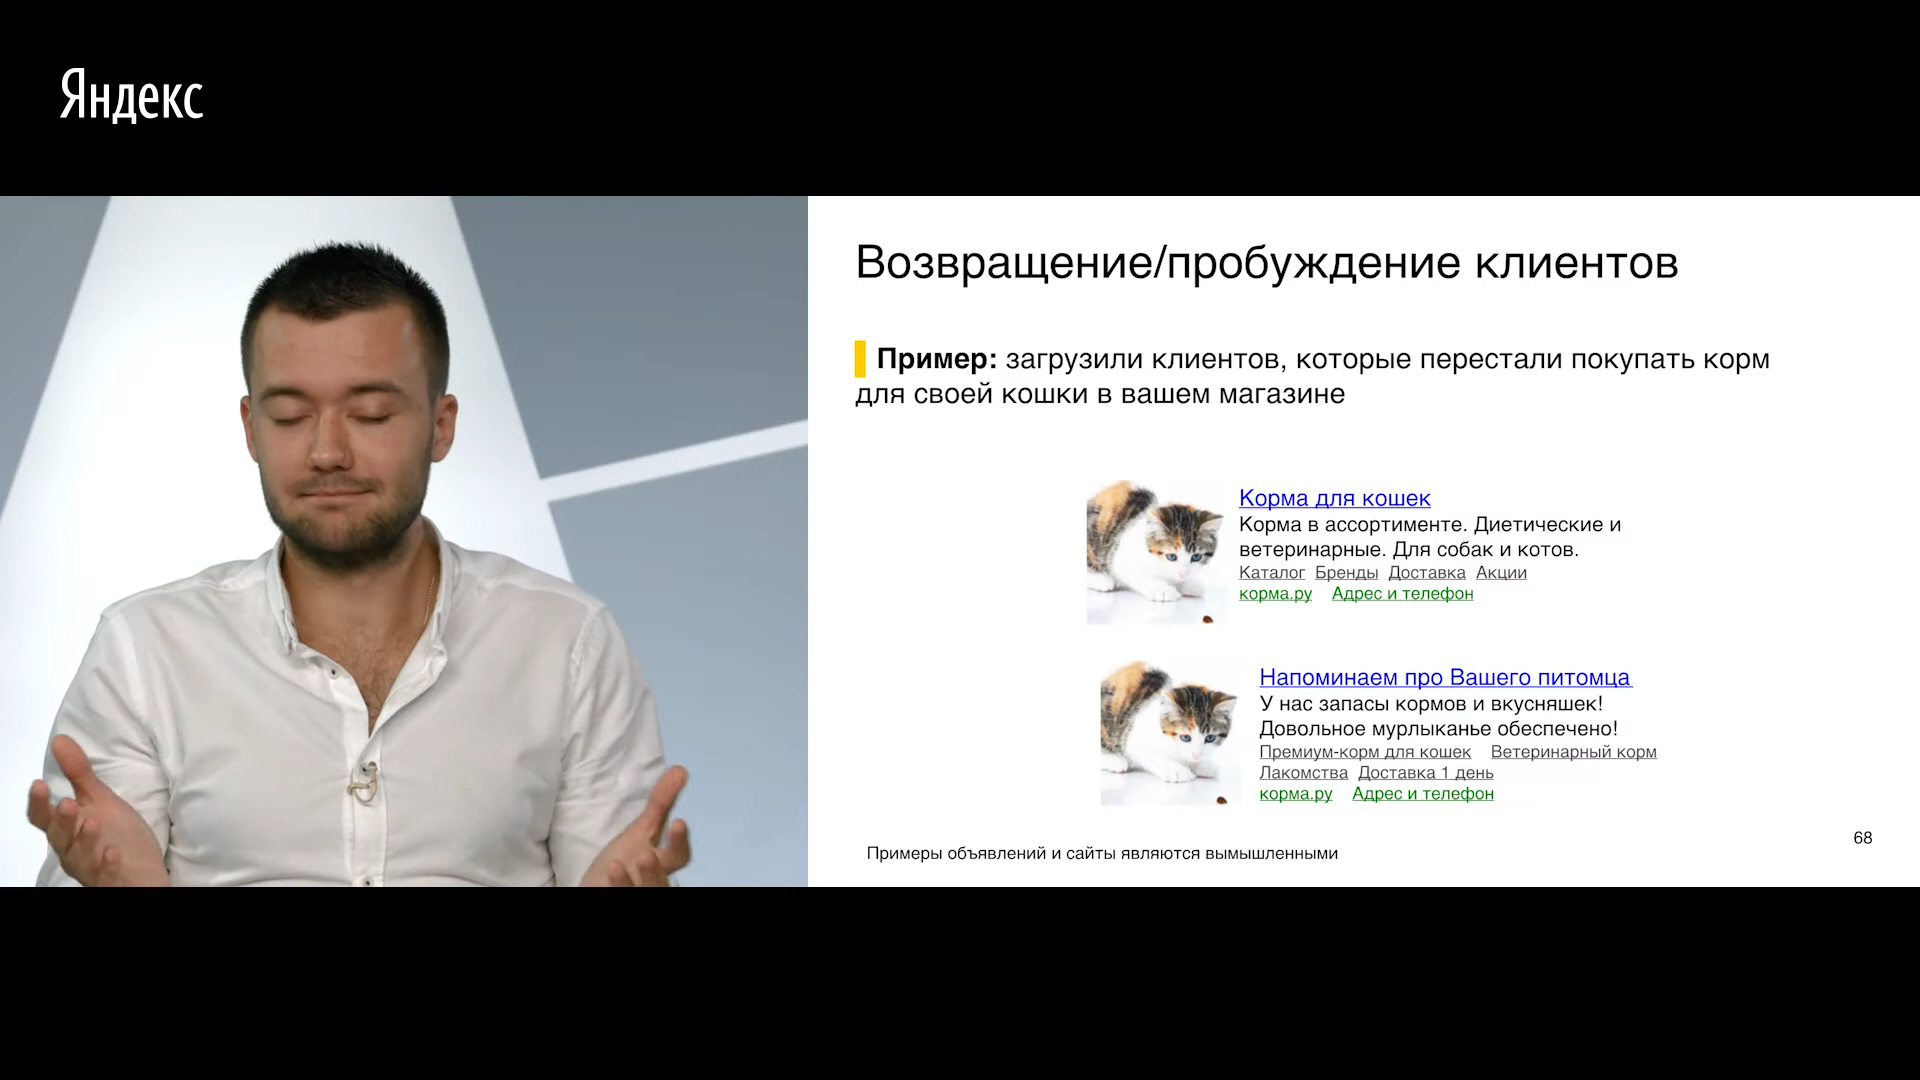 Яндекс
Возвращение/пробуждение клиентов
Пример: загрузили клиентов, которые перестали покупать корм
для своей кошки в вашем магазине
Корма для кошек
Корма в ассортименте. Диетические и
ветеринарные. Для собак и котов.
Каталог Бренды Доставка Акции
корма.ру Адрес и телефон
Напоминаем про Вашего питомца
У нас запасы кормов и вкусняшек!
Довольное мурлыканье обеспечено!
Премиум-корм для кошек Ветеринарный корм
Лакомства Доставка 1 день
корма.ру Адрес и телефон
68
Примеры объявлений и сайты являются вымышленными